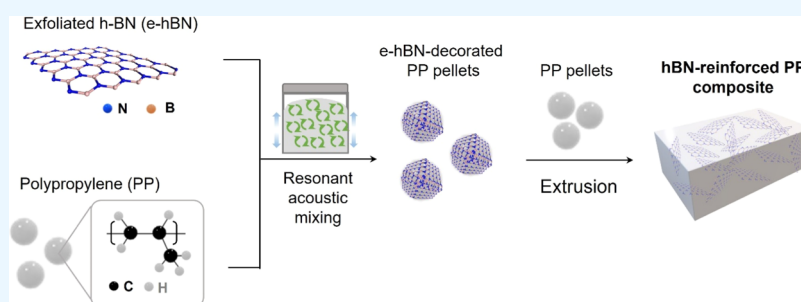 Exfoliated h-BN (e-hBN)
N
B
Polypropylene (PP)
C
H
Resonant
acoustic
mixing
e-hBN-decorated
PP pellets
PP pellets
Extrusion
hBN-reinforced PP
composite